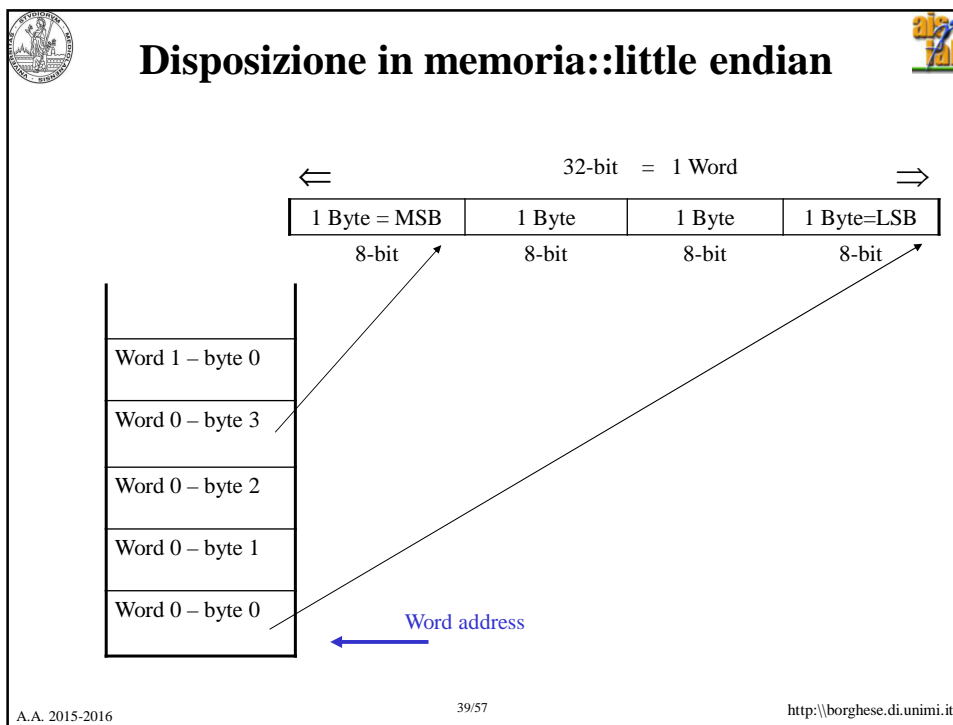 Disposizione in memoria::little endian
⇐ 32-bit = 1 Word ⇒
1 Byte = MSB 1 Byte 1 Byte 1 Byte=LSB
8-bit 8-bit 8-bit 8-bit
Word 1 – byte 0
Word 0 – byte 3
Word 0 – byte 2
Word 0 – byte 1
Word 0 – byte 0
Word address
A.A. 2015-2016 39/57 http:\\borghese.di.unimi.it